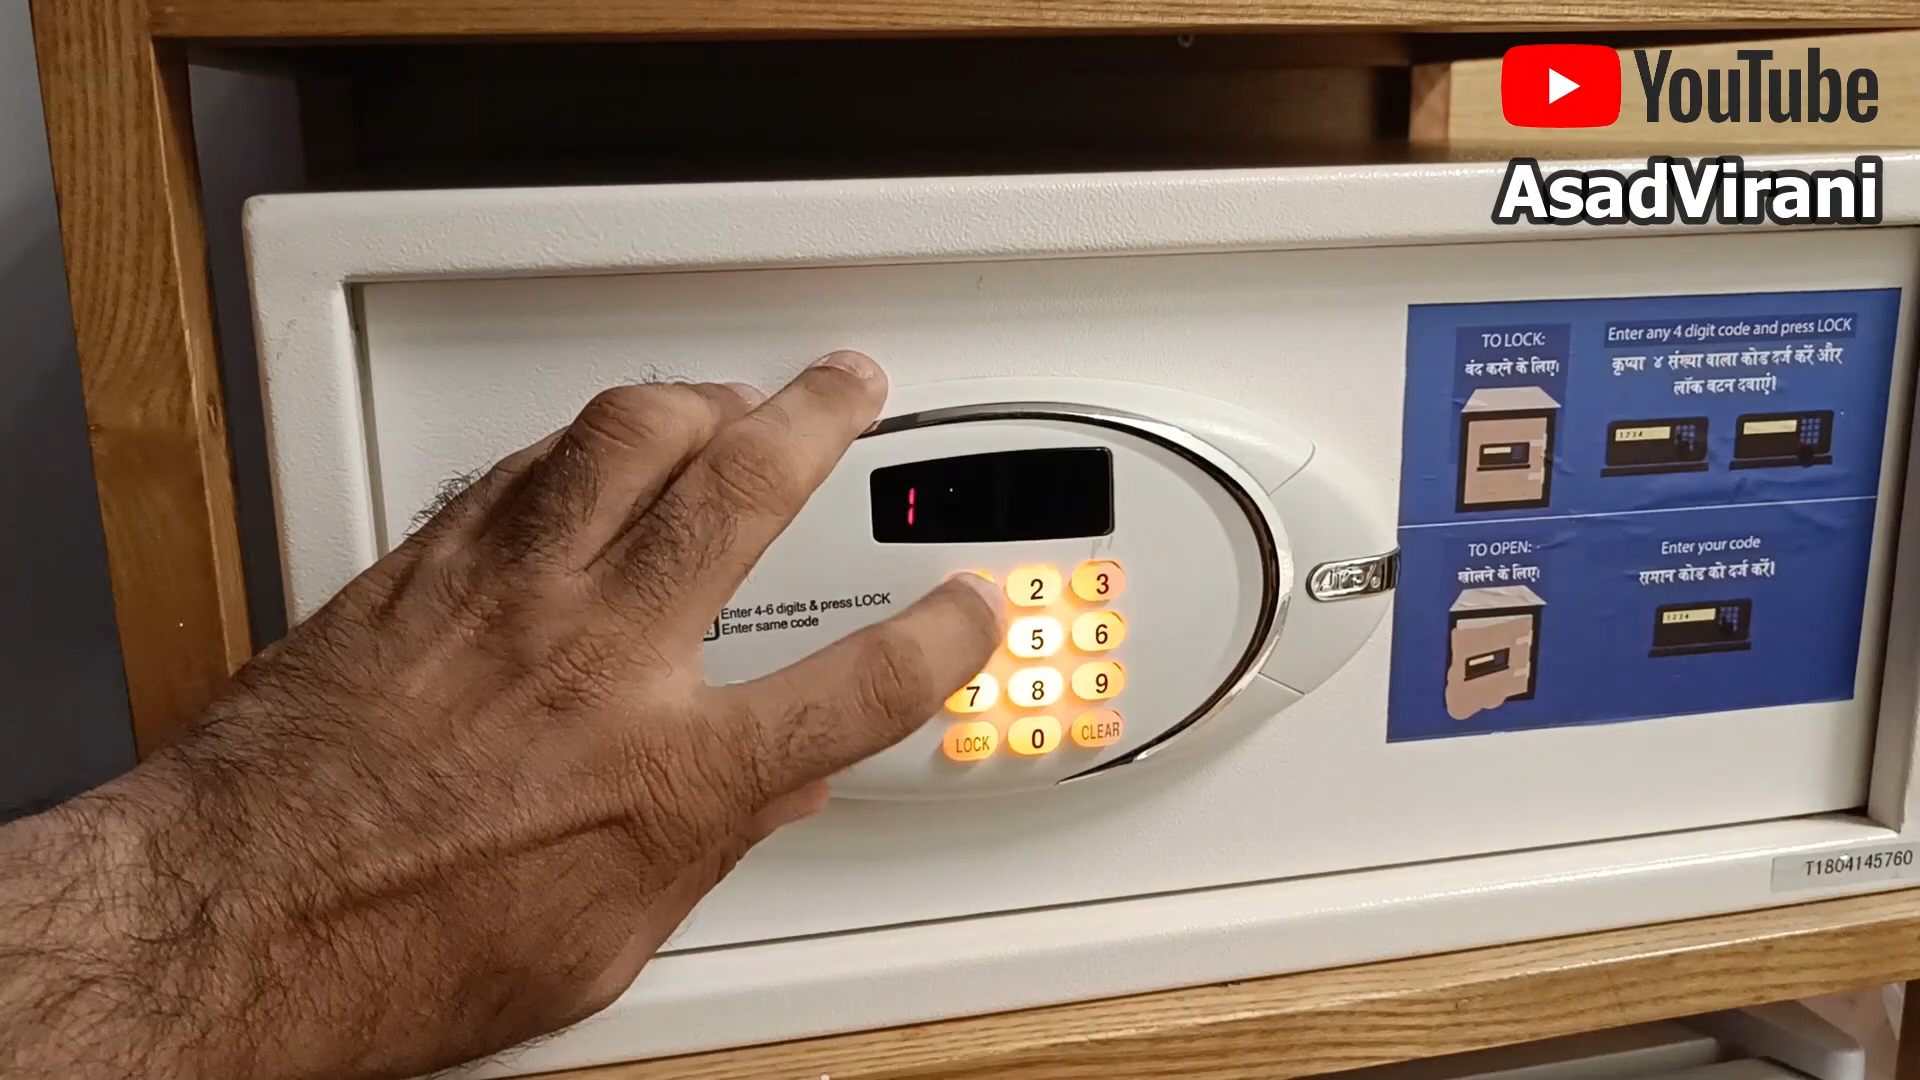 YouTube
AsadVirani
TO LOCK:
बंद करने के लिए।
Enter any 4 digit code and press LOCK
कृप्या ४ संख्या वाला कोड दर्ज करें और
लॉक बटन दबाएं।
1234
TO OPEN:
खोलने के लिए।
Enter your code
समान कोड को दर्ज करें।
1234
1
Enter 4-6 digits & press LOCK
Enter same code
2 3
5 6
7 8 9
LOCK 0 CLEAR
T1804145760